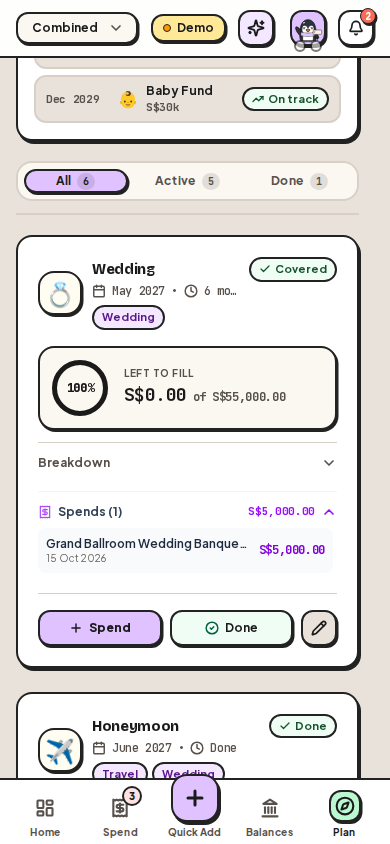 Combined
Demo
2
Dec 2029
Baby Fund
S$30k
On track
All 6
Active 5
Done 1
Wedding
Covered
May 2027 • 6 mo…
Wedding
100%
LEFT TO FILL
S$0.00 of S$55,000.00
Breakdown
Spends (1)
S$5,000.00
Grand Ballroom Wedding Banque…
S$5,000.00
15 Oct 2026
Spend
Done
Honeymoon
Done
June 2027 • Done
Travel
Wedding
3
Home
Spend
Quick Add
Balances
Plan